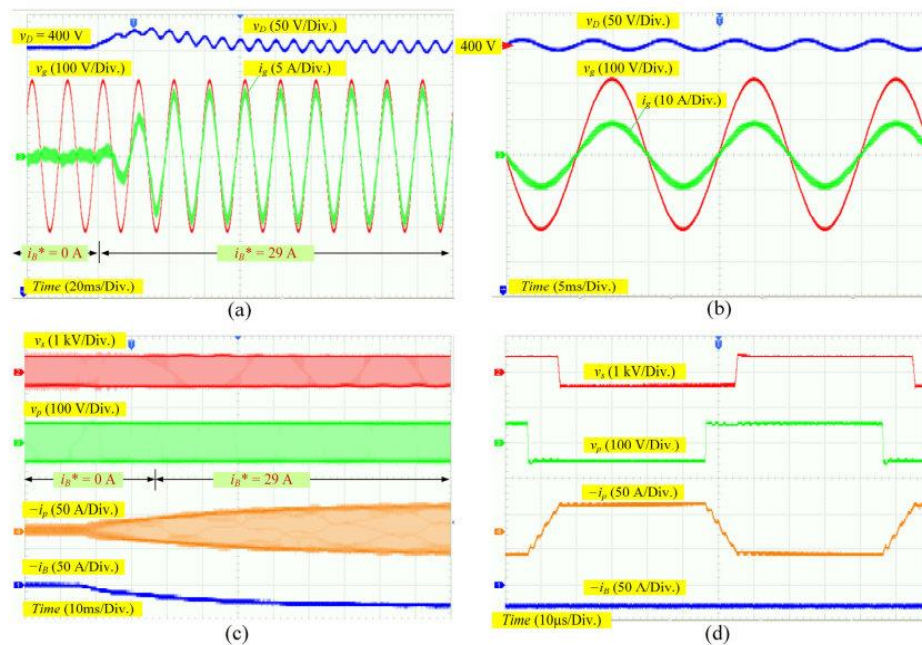 v_D (50 V/Div.)
v_D = 400 V
v_g (100 V/Div.)
i_g (5 A/Div.)
i_B* = 0 A
i_B* = 29 A
Time (20ms/Div.)
(a)
v_D (50 V/Div.)
400 V
v_g (100 V/Div.)
i_g (10 A/Div.)
Time (5ms/Div.)
(b)
v_s (1 kV/Div.)
v_p (100 V/Div.)
i_B* = 0 A
i_B* = 29 A
−i_p (50 A/Div.)
−i_B (50 A/Div.)
Time (10ms/Div.)
(c)
v_s (1 kV/Div.)
v_p (100 V/Div.)
−i_p (50 A/Div.)
−i_B (50 A/Div.)
Time (10μs/Div.)
(d)